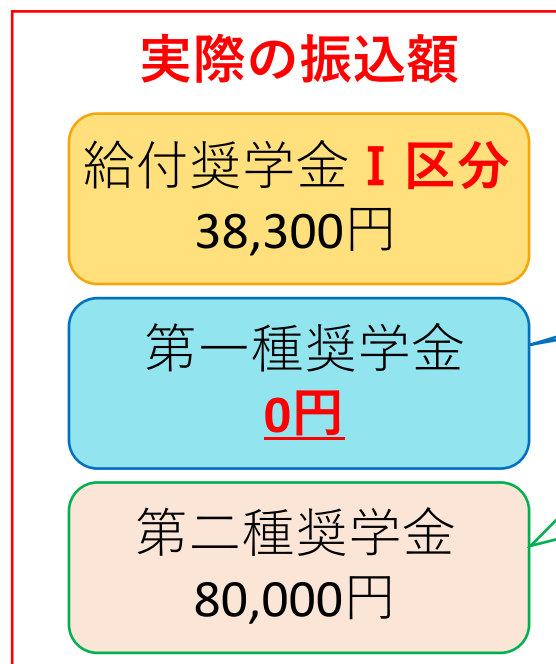 実際の振込額
給付奨学金Ⅰ区分
38,300円
第一種奨学金
0円
第二種奨学金
80,000円